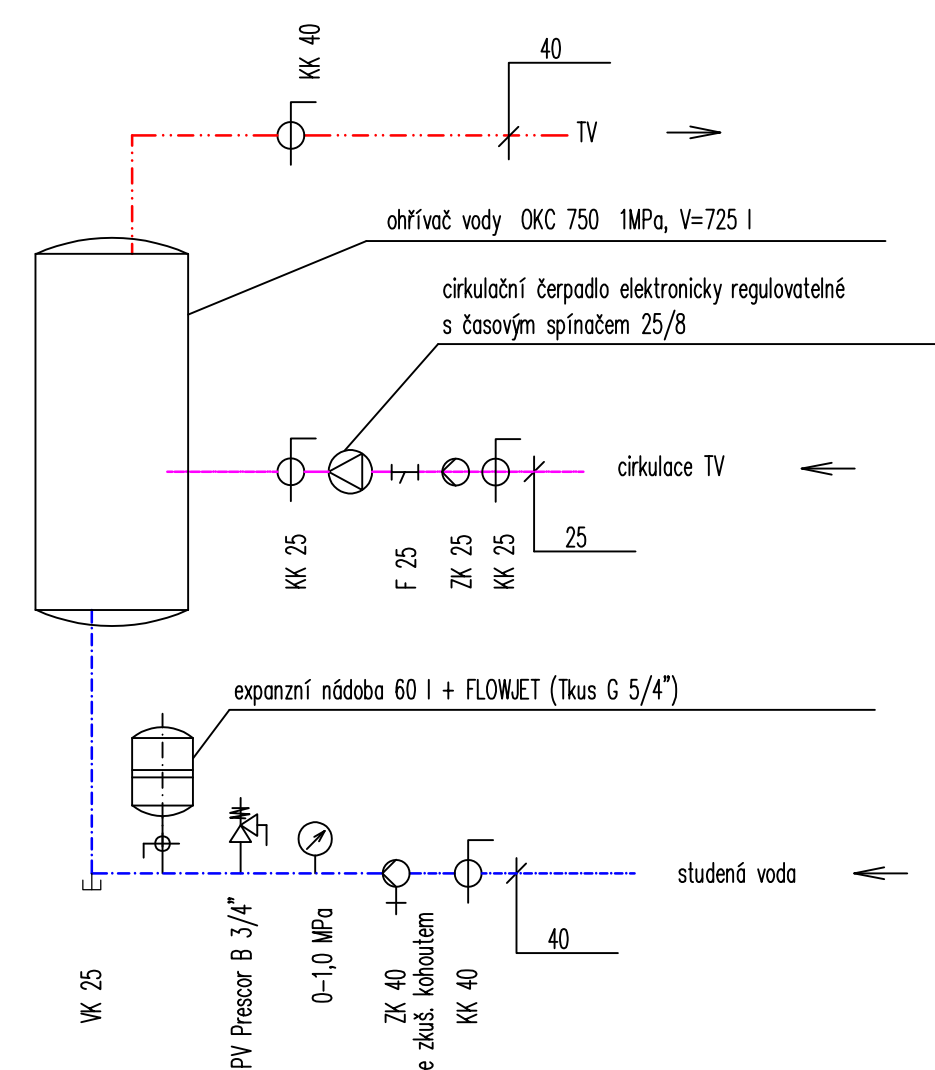 KK 40
40
TV
ohřívač vody OKC 750 1MPa, V=725 l
cirkulační čerpadlo elektronicky regulovatelné
s časovým spínačem 25/8
cirkulace TV
KK 25
F 25
ZK 25
KK 25
25
expanzní nádoba 60 l + FLOWJET (Tkus G 5/4")
studená voda
40
VK 25
PV Prescor B 3/4"
0-1,0 MPa
ZK 40
e zkuš. kohoutem
KK 40